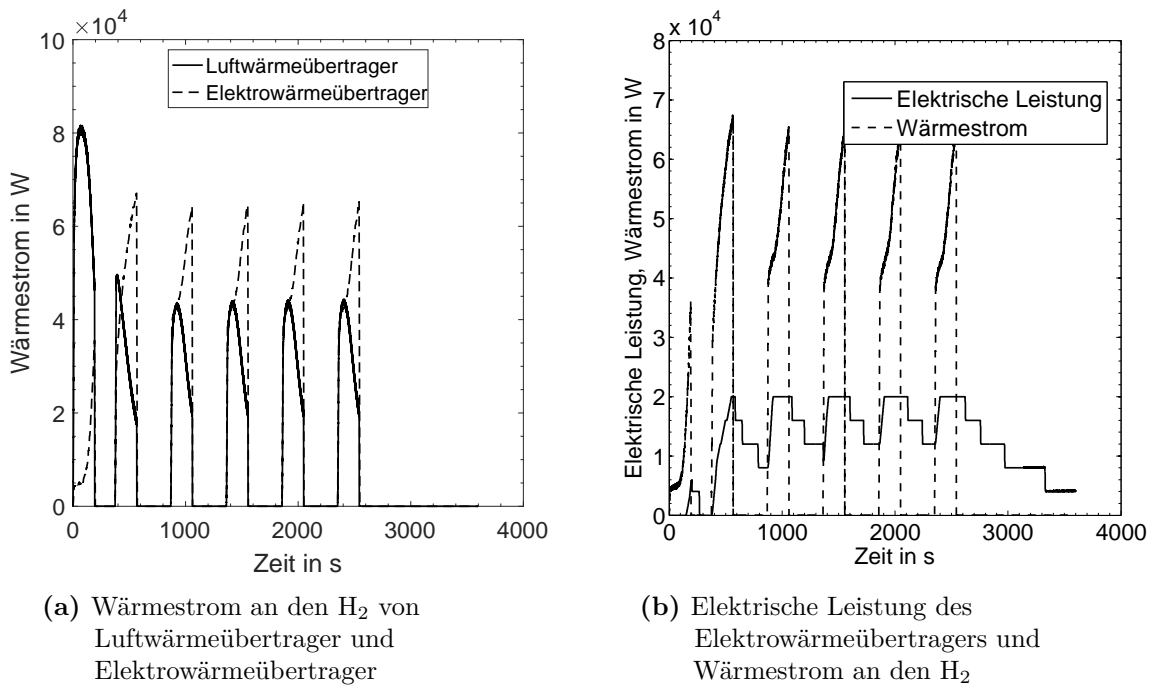 ×10⁴
10
8
6
4
2
0
0
1000
2000
3000
4000
Wärmestrom in W
Zeit in s
Luftwärmeübertrager
Elektrowärmeübertrager
x 10⁴
8
7
6
5
4
3
2
1
0
0
1000
2000
3000
4000
Elektrische Leistung, Wärmestrom in W
Zeit in s
Elektrische Leistung
Wärmestrom
(a) Wärmestrom an den H₂ von
Luftwärmeübertrager und
Elektrowärmeübertrager
(b) Elektrische Leistung des
Elektrowärmeübertragers und
Wärmestrom an den H₂